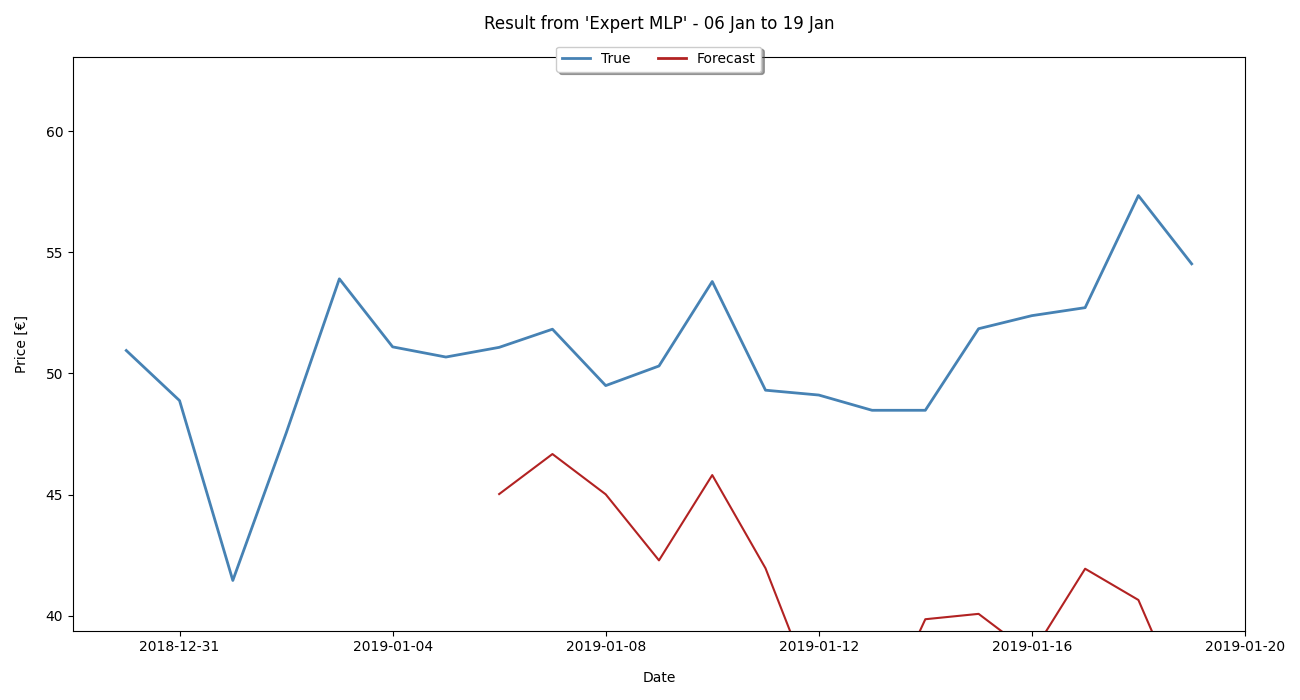 Result from 'Expert MLP' - 06 Jan to 19 Jan
True Forecast
60
55
50
45
40
Price [€]
2018-12-31 2019-01-04 2019-01-08 2019-01-12 2019-01-16 2019-01-20
Date